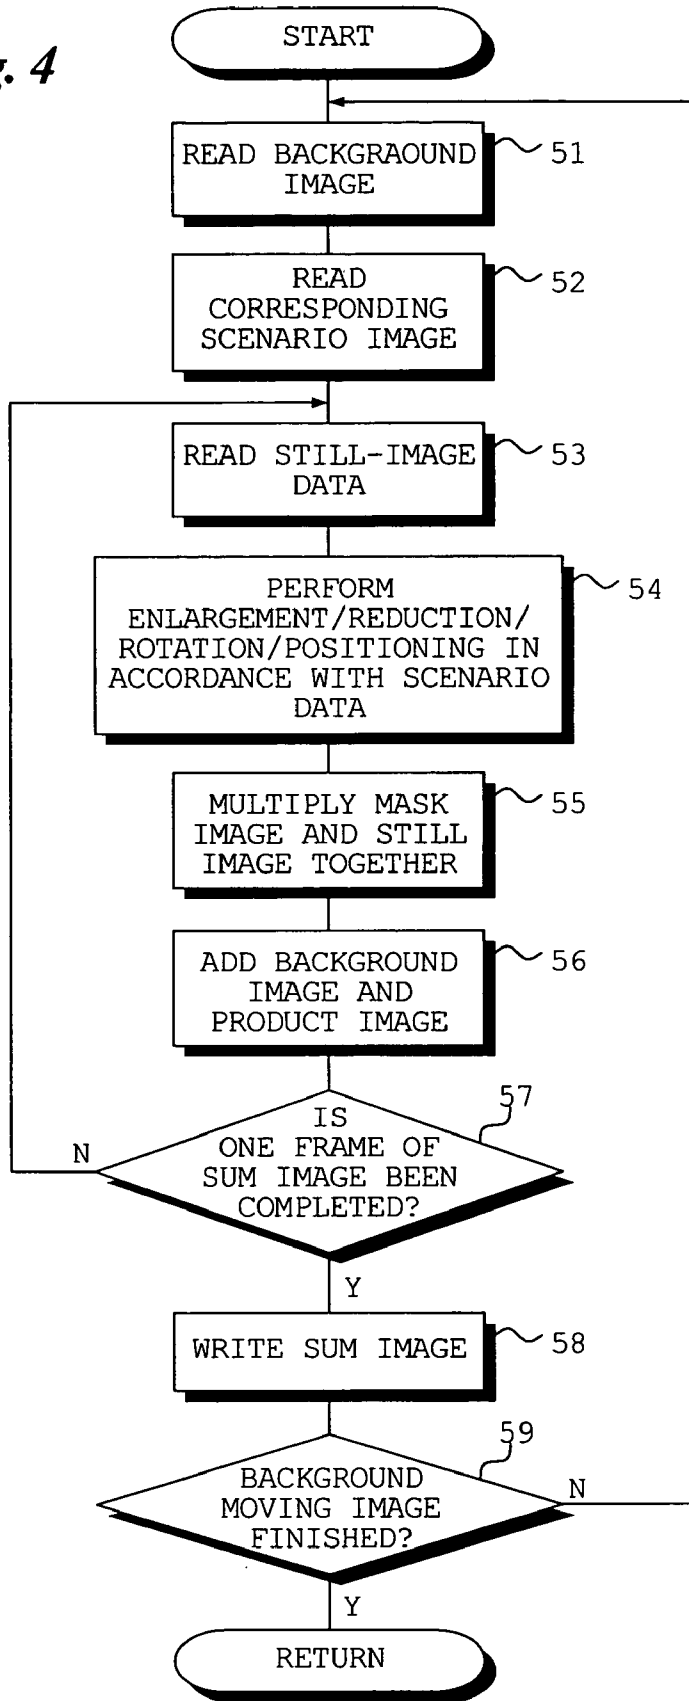 g. 4
START
READ BACKGRAOUND
IMAGE
51
READ
CORRESPONDING
SCENARIO IMAGE
52
READ STILL-IMAGE
DATA
53
PERFORM
ENLARGEMENT/REDUCTION/
ROTATION/POSITIONING IN
ACCORDANCE WITH SCENARIO
DATA
54
MULTIPLY MASK
IMAGE AND STILL
IMAGE TOGETHER
55
ADD BACKGROUND
IMAGE AND
PRODUCT IMAGE
56
57
IS
ONE FRAME OF
SUM IMAGE BEEN
COMPLETED?
N
Y
WRITE SUM IMAGE
58
59
BACKGROUND
MOVING IMAGE
FINISHED?
N
Y
RETURN